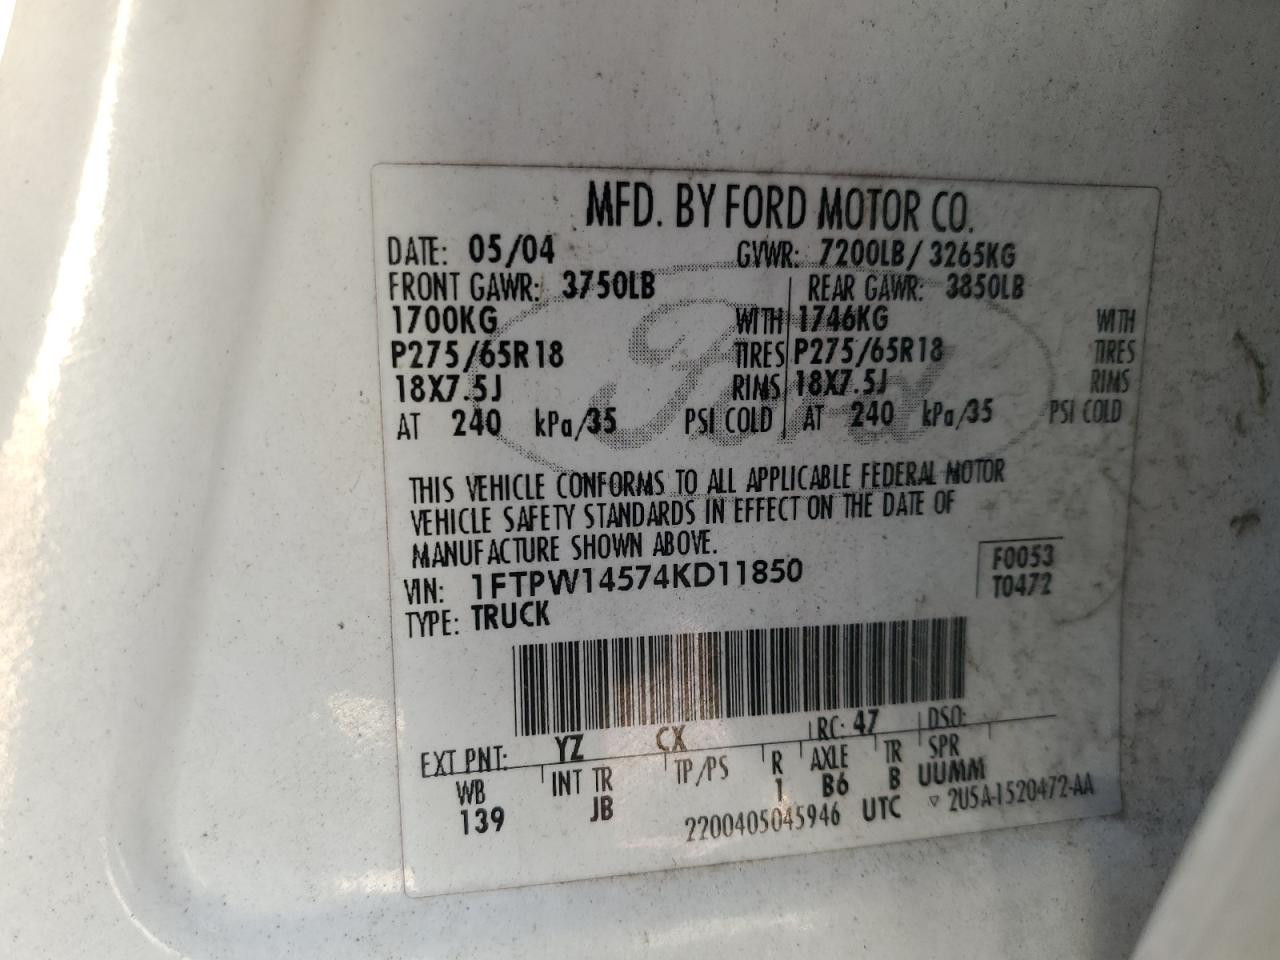 MFD. BY FORD MOTOR CO.
DATE: 05/04 GVWR: 7200LB/ 3265KG
FRONT GAWR: 3750LB REAR GAWR: 3850LB
1700KG WITH 1746KG WITH
P275/65R18 TIRES P275/65R18 TIRES
18X7.5J RIMS 18X7.5J RIMS
AT 240 kPa/35 PSI COLD AT 240 kPa/35 PSI COLD
Ford
THIS VEHICLE CONFORMS TO ALL APPLICABLE FEDERAL MOTOR
VEHICLE SAFETY STANDARDS IN EFFECT ON THE DATE OF
MANUFACTURE SHOWN ABOVE.
F0053
VIN: 1FTPW14574KD11850
T0472
TYPE: TRUCK
EXT PNT: YZ CX RC: 47 DSO:
WB INT TR TP/PS R AXLE TR SPR
139 JB 1 B6 B UUMM
2200405045946 UTC ▽ 2U5A-1520472-AA